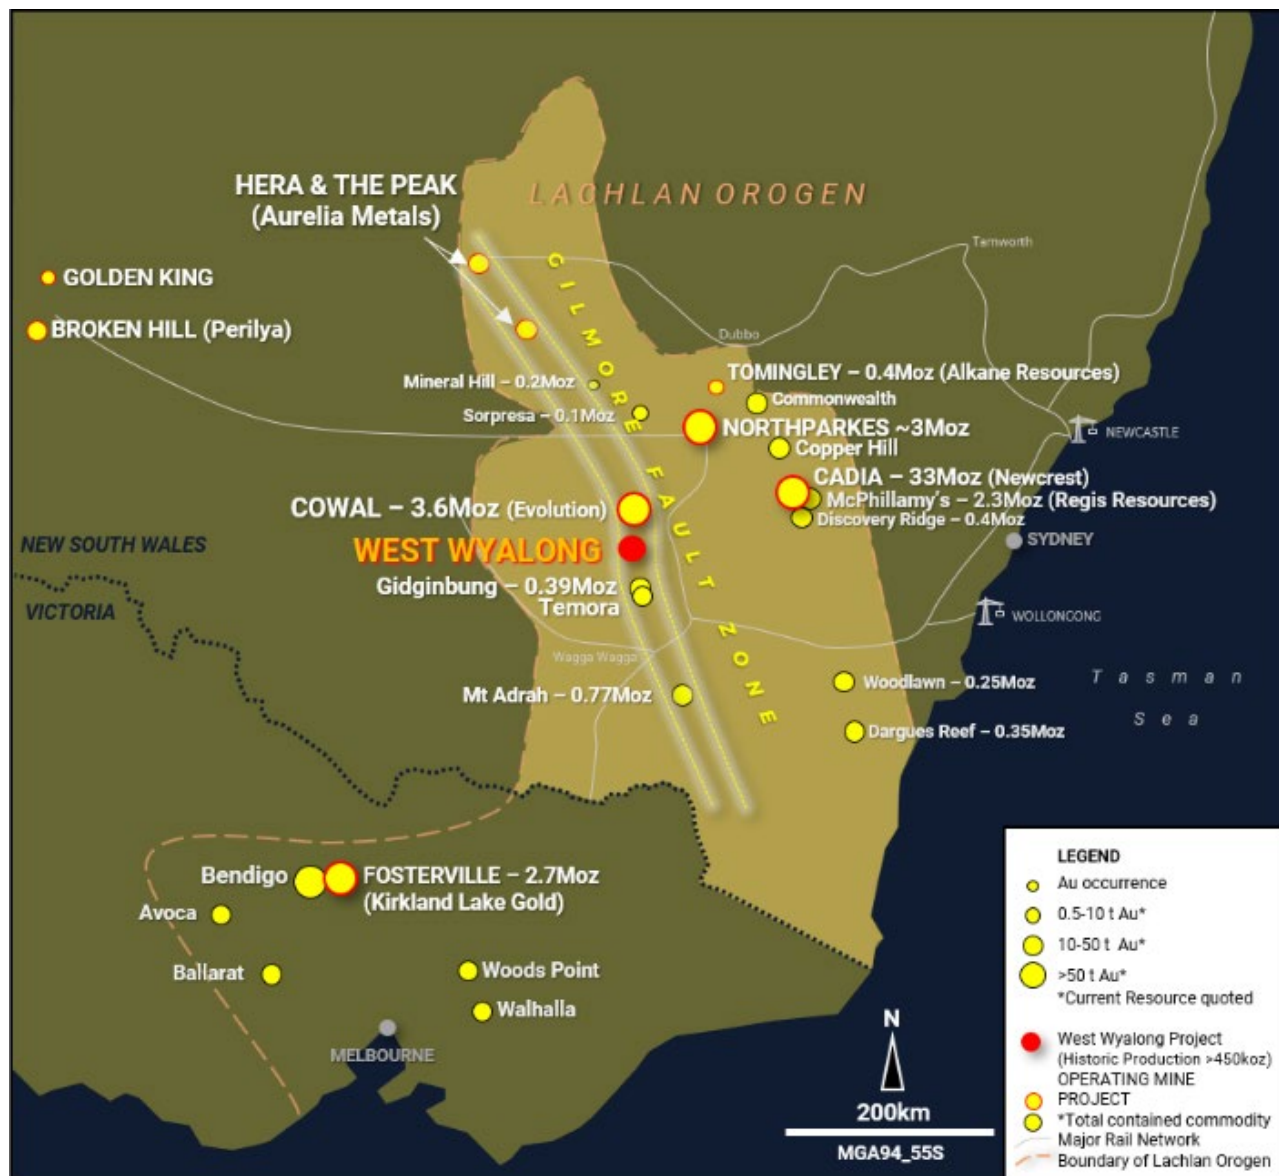 HERA & THE PEAK
(Aurelia Metals)
LACHLAN OROGEN
Tamworth
GOLDEN KING
BROKEN HILL (Perilya)
GILMORE FAULT ZONE
Dubbo
Mineral Hill – 0.2Moz
TOMINGLEY – 0.4Moz (Alkane Resources)
Commonwealth
Sorpresa – 0.1Moz
NORTHPARKES ~3Moz
NEWCASTLE
Copper Hill
CADIA – 33Moz (Newcrest)
McPhillamy's – 2.3Moz (Regis Resources)
COWAL – 3.6Moz (Evolution)
Discovery Ridge – 0.4Moz
NEW SOUTH WALES
WEST WYALONG
SYDNEY
Gidginbung – 0.39Moz
VICTORIA
Temora
WOLLONGONG
Wagga Wagga
Mt Adrah – 0.77Moz
Woodlawn – 0.25Moz
Tasman
Sea
Dargues Reef – 0.35Moz
Bendigo
FOSTERVILLE – 2.7Moz
(Kirkland Lake Gold)
Avoca
Ballarat
Woods Point
Walhalla
MELBOURNE
N
200km
MGA94_55S
LEGEND
Au occurrence
0.5-10 t Au*
10-50 t Au*
>50 t Au*
*Current Resource quoted
West Wyalong Project
(Historic Production >450koz)
OPERATING MINE
PROJECT
*Total contained commodity
Major Rail Network
Boundary of Lachlan Orogen